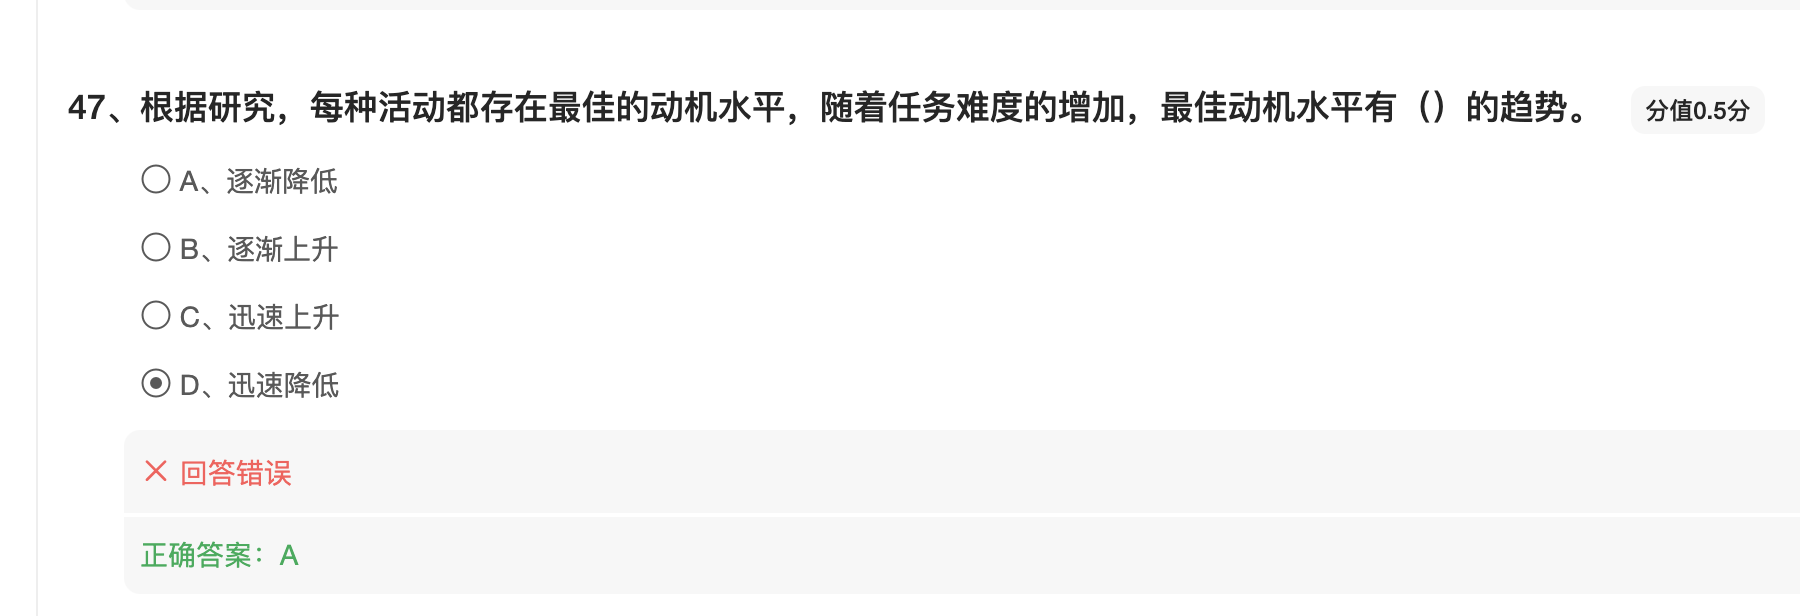 47、根据研究，每种活动都存在最佳的动机水平，随着任务难度的增加，最佳动机水平有（）的趋势。 分值0.5分
A、逐渐降低
B、逐渐上升
C、迅速上升
D、迅速降低
回答错误
正确答案：A